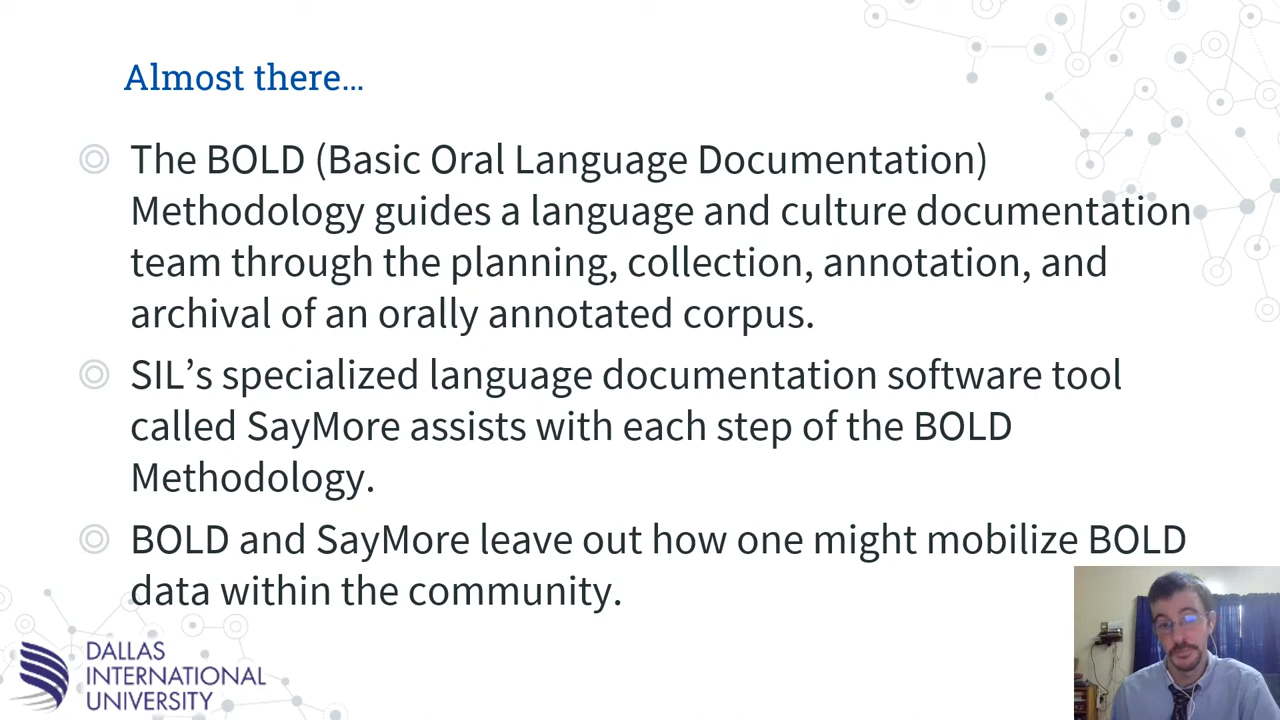 Almost there…
The BOLD (Basic Oral Language Documentation)
Methodology guides a language and culture documentation
team through the planning, collection, annotation, and
archival of an orally annotated corpus.
SIL’s specialized language documentation software tool
called SayMore assists with each step of the BOLD
Methodology.
BOLD and SayMore leave out how one might mobilize BOLD
data within the community.
DALLAS
INTERNATIONAL
UNIVERSITY